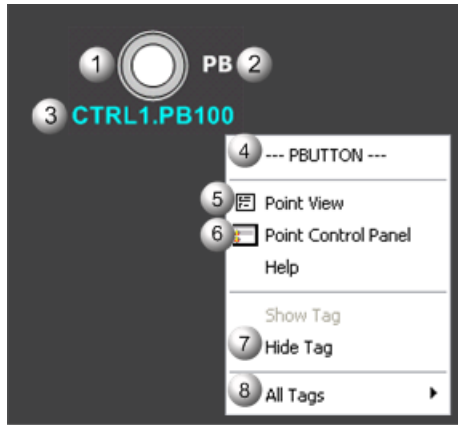 1 PB 2
3 CTRL1.PB100
4 --- PBUTTON ---
5 Point View
6 Point Control Panel
Help
Show Tag
7 Hide Tag
8 All Tags